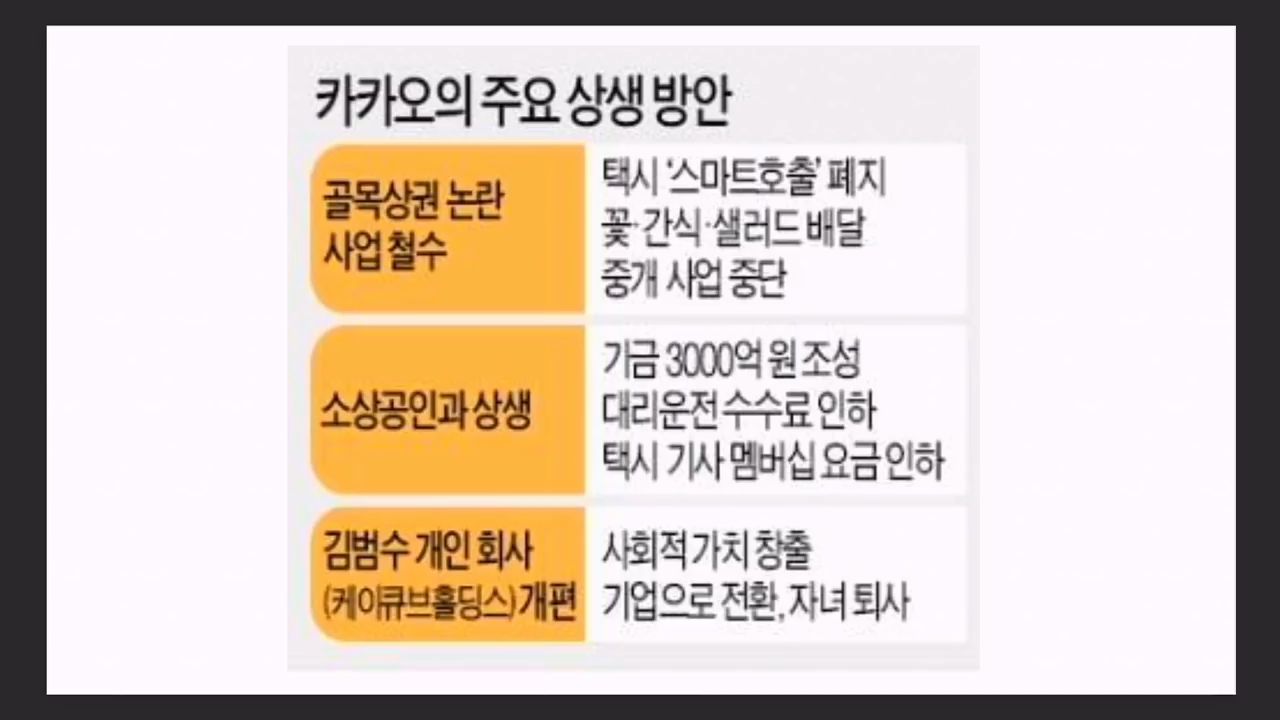 카카오의 주요 상생 방안
골목상권 논란
사업 철수
택시 ‘스마트호출’ 폐지
꽃·간식·샐러드 배달
중개 사업 중단
소상공인과 상생
기금 3000억 원 조성
대리운전 수수료 인하
택시 기사 멤버십 요금 인하
김범수 개인 회사
(케이큐브홀딩스) 개편
사회적 가치 창출
기업으로 전환, 자녀 퇴사